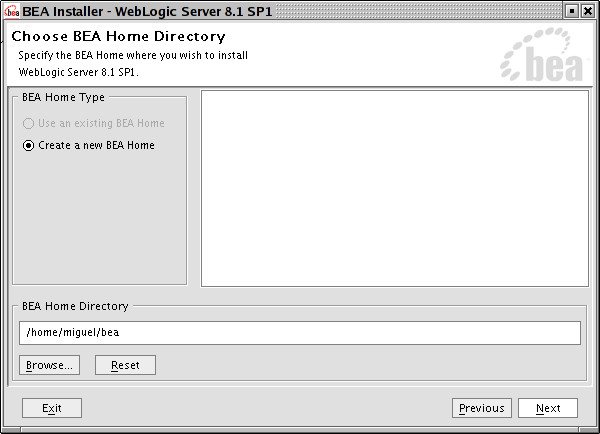 bea
BEA Installer - WebLogic Server 8.1 SP1
Choose BEA Home Directory
Specify the BEA Home where you wish to install
WebLogic Server 8.1 SP1.
bea
BEA Home Type
Use an existing BEA Home
Create a new BEA Home
BEA Home Directory
/home/miguel/bea
Browse...
Reset
Exit
Previous
Next